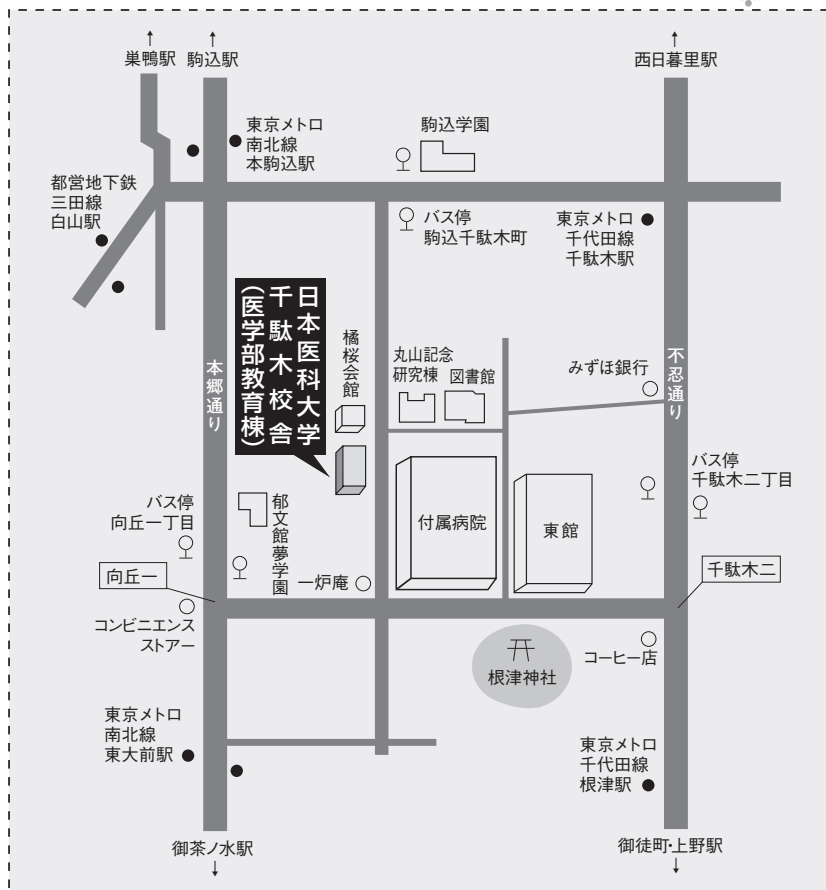 巣鴨駅
駒込駅
西日暮里駅
東京メトロ
南北線
本駒込駅
駒込学園
都営地下鉄
三田線
白山駅
バス停
駒込千駄木町
東京メトロ
千代田線
千駄木駅
日本医科大学
千駄木校舎
(医学部教育棟)
橘桜会館
丸山記念
研究棟
図書館
みずほ銀行
本郷通り
不忍通り
バス停
千駄木二丁目
バス停
向丘一丁目
郁文館夢学園
付属病院
東館
向丘一
一炉庵
千駄木二
コンビニエンス
ストアー
根津神社
コーヒー店
東京メトロ
南北線
東大前駅
東京メトロ
千代田線
根津駅
御茶ノ水駅
御徒町・上野駅